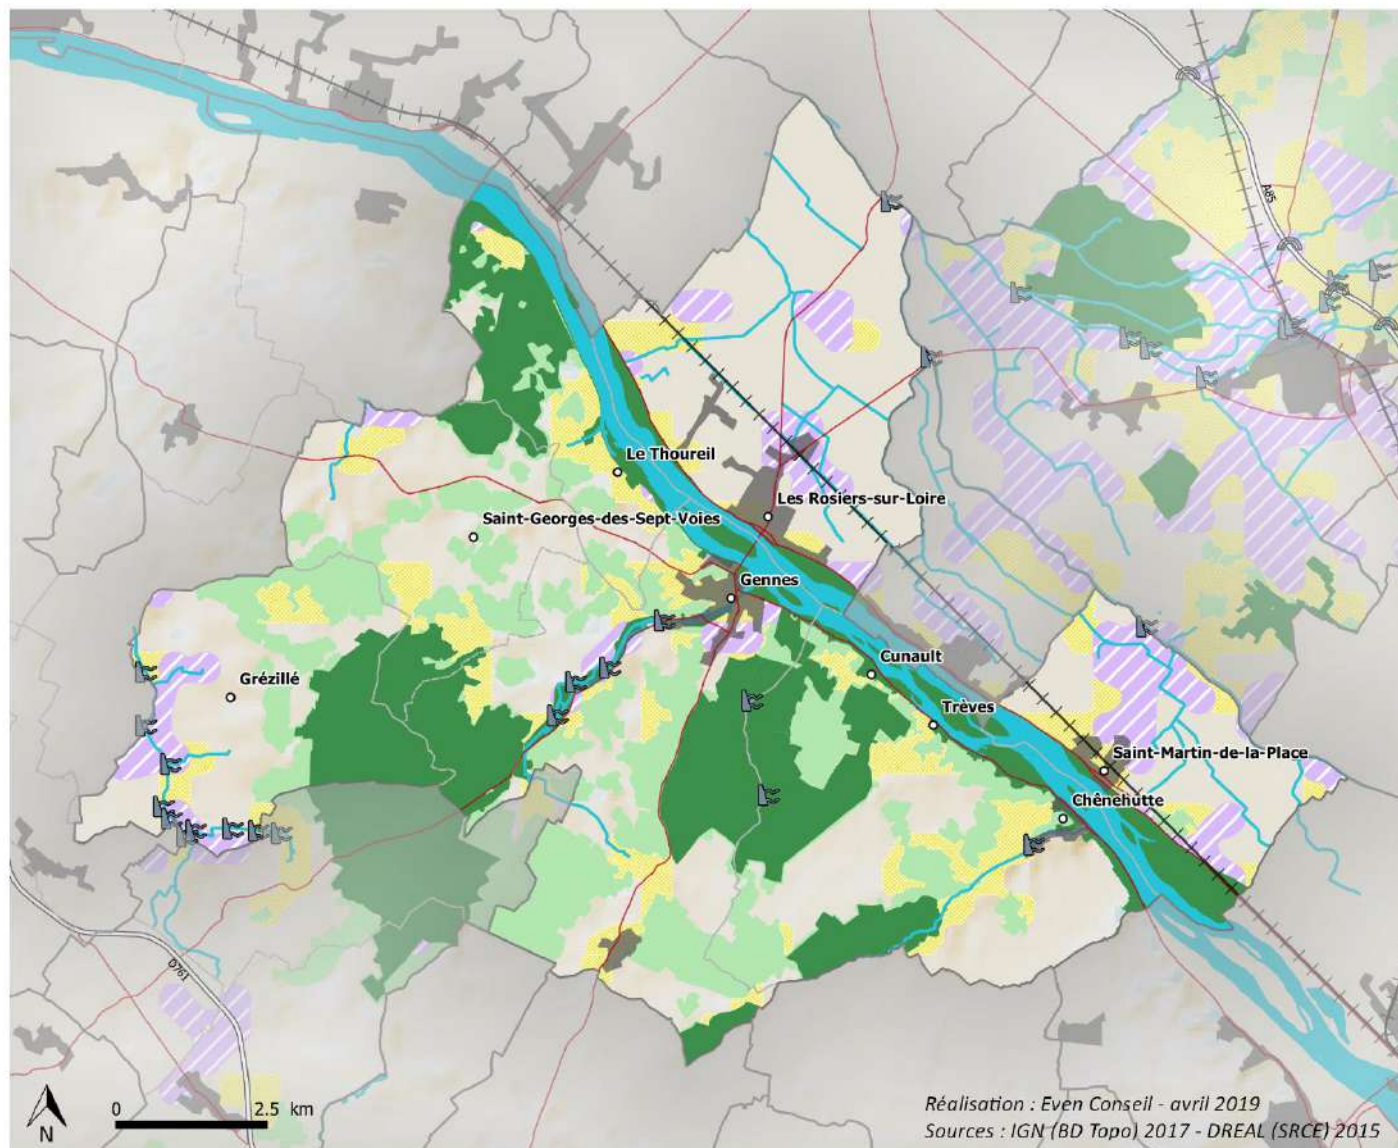 A85
Le Thoureil
Les Rosiers-sur-Loire
Saint-Georges-des-Sept-Voies
Gennes
Cunault
Grézillé
Trèves
Saint-Martin-de-la-Place
Chênehutte
D761
0 2.5 km
N
Réalisation : Even Conseil - avril 2019
Sources : IGN (BD Topo) 2017 - DREAL (SRCE) 2015